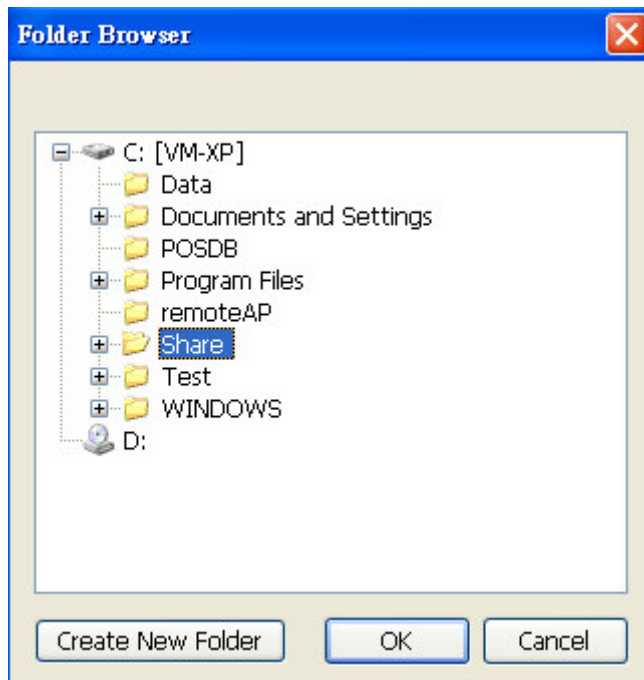 Folder Browser
C: [VM-XP]
Data
Documents and Settings
POSDB
Program Files
remoteAP
Share
Test
WINDOWS
D:
Create New Folder OK Cancel